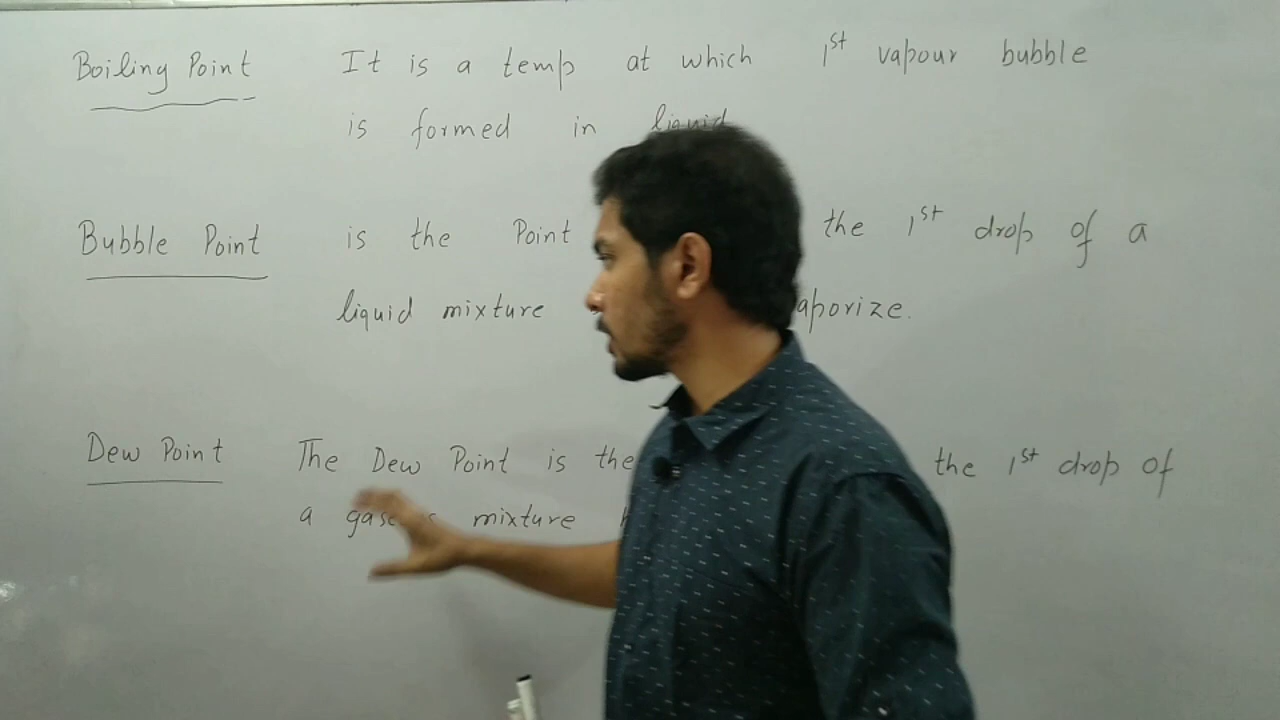 Boiling Point It is a temp at which 1st vapour bubble
is formed in liquid
Bubble Point is the Point the 1st drop of a
liquid mixture aporize.
Dew Point The Dew Point is the the 1st drop of
a mixture